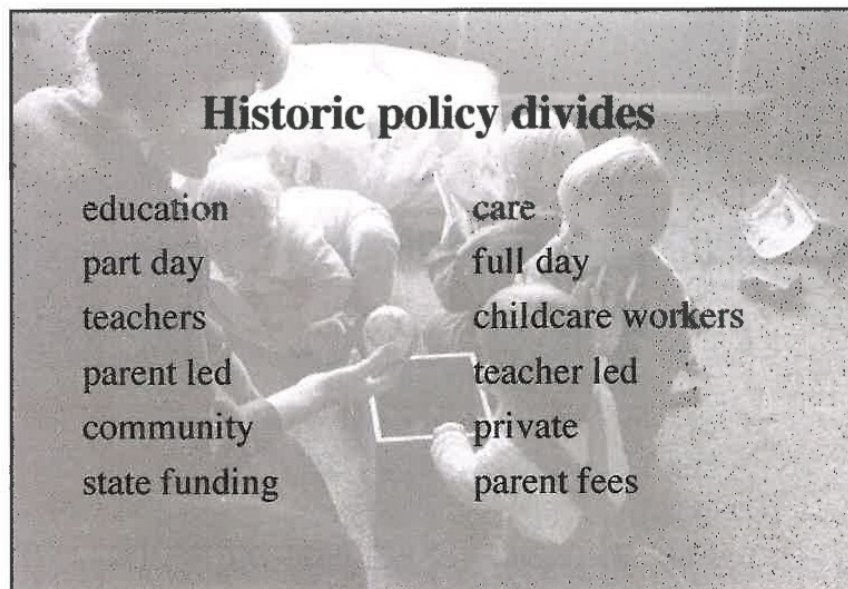 Historic policy divides
education care
part day full day
teachers childcare workers
parent led teacher led
community private
state funding parent fees